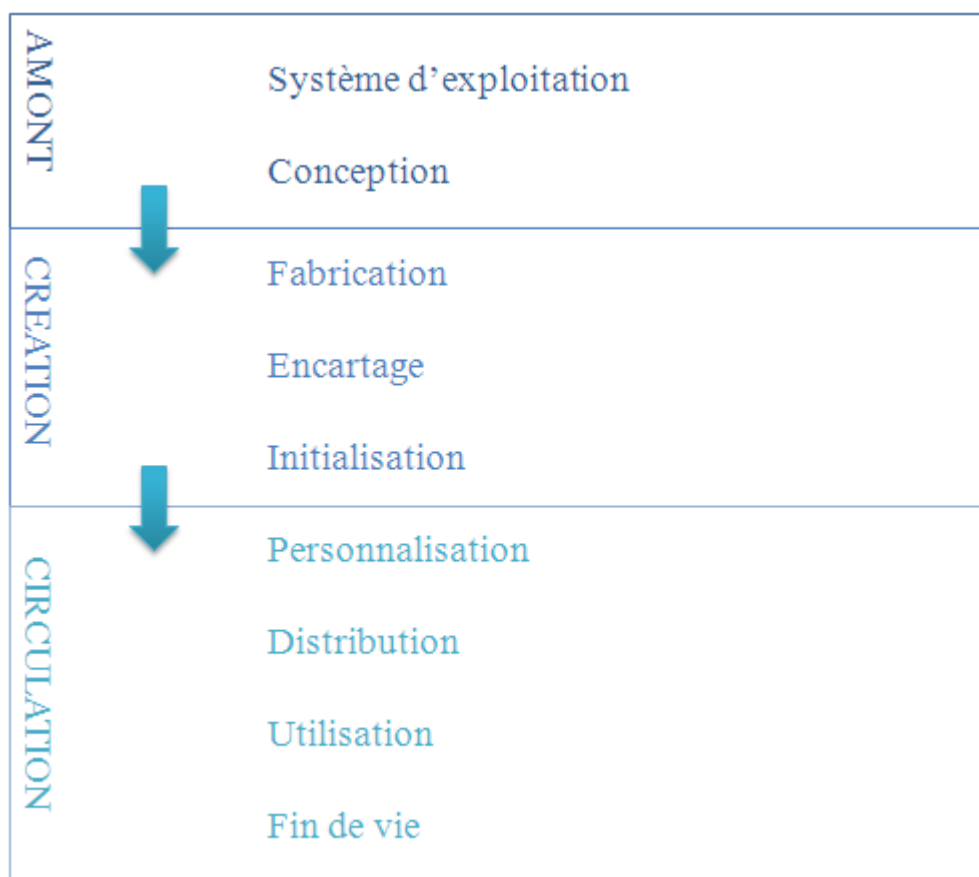 AMONT
Système d’exploitation
Conception
CREATION
Fabrication
Encartage
Initialisation
CIRCULATION
Personnalisation
Distribution
Utilisation
Fin de vie